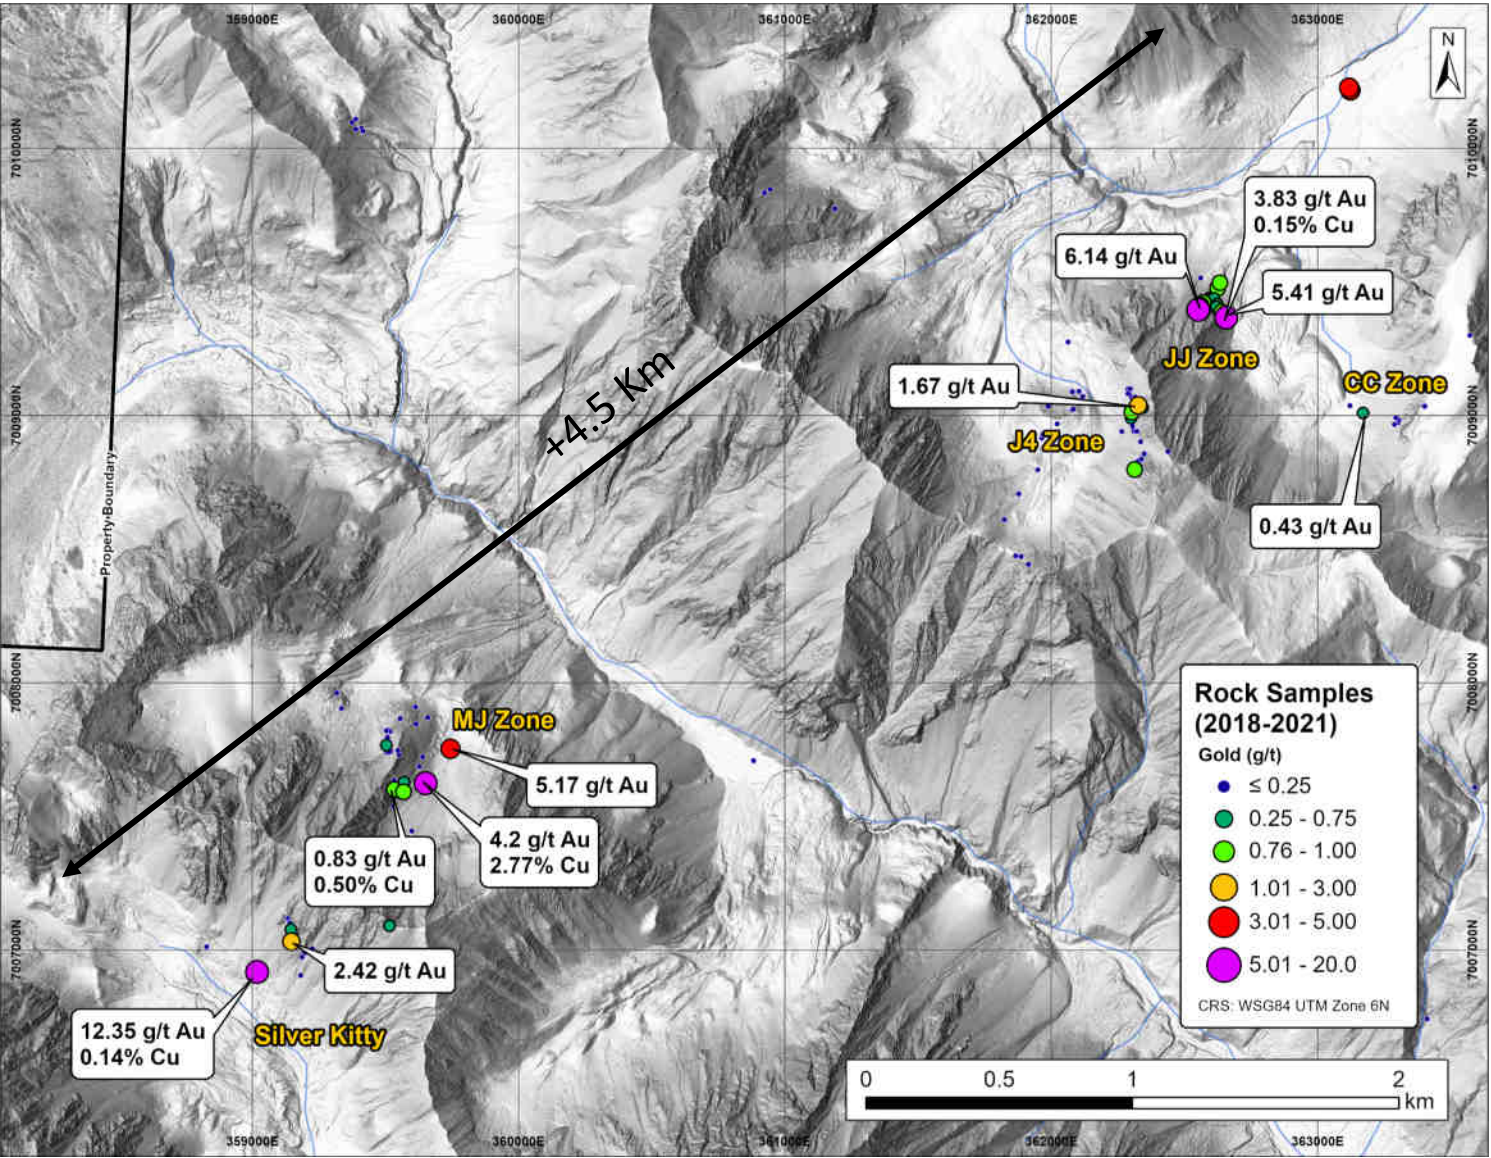 359000E
360000E
361000E
362000E
363000E
N
7010000N
7010000N
3.83 g/t Au
0.15% Cu
6.14 g/t Au
5.41 g/t Au
JJ Zone
+4.5 Km
1.67 g/t Au
CC Zone
7009000N
7009000N
J4 Zone
0.43 g/t Au
Property Boundary
7008000N
7008000N
MJ Zone
5.17 g/t Au
4.2 g/t Au
2.77% Cu
0.83 g/t Au
0.50% Cu
Rock Samples
(2018-2021)
Gold (g/t)
≤ 0.25
0.25 - 0.75
0.76 - 1.00
1.01 - 3.00
3.01 - 5.00
5.01 - 20.0
CRS: WSG84 UTM Zone 6N
7007000N
7007000N
2.42 g/t Au
12.35 g/t Au
0.14% Cu
Silver Kitty
0
0.5
1
2
km
359000E
360000E
361000E
362000E
363000E